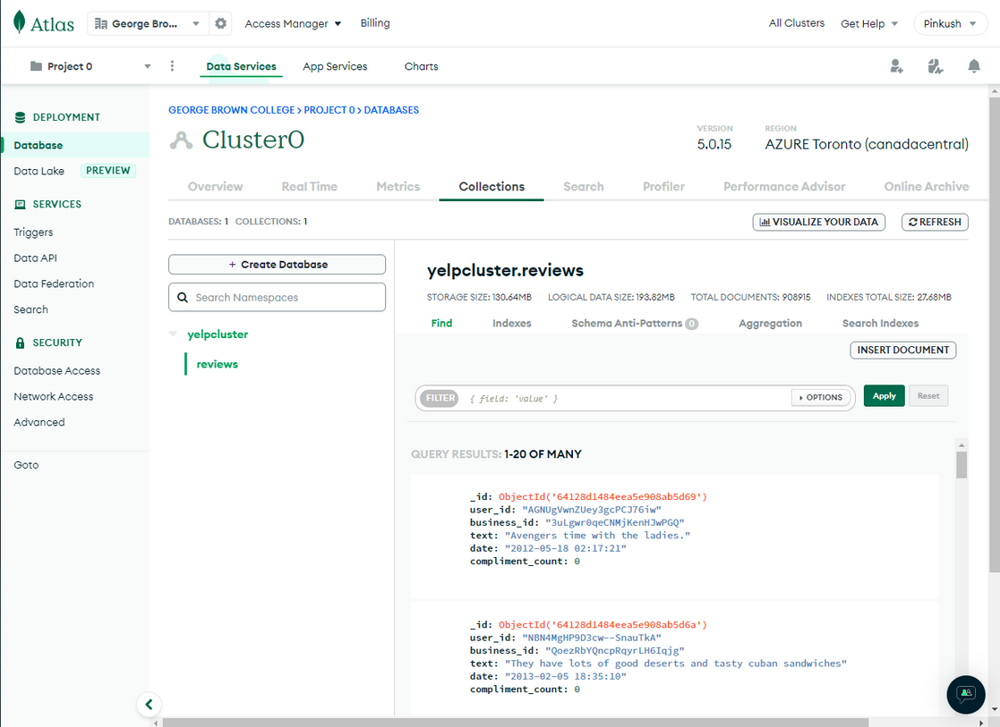 Atlas George Bro... Access Manager Billing All Clusters Get Help Pinkush
Project 0 Data Services App Services Charts
DEPLOYMENT
Database
Data Lake PREVIEW
SERVICES
Triggers
Data API
Data Federation
Search
SECURITY
Database Access
Network Access
Advanced
Goto
GEORGE BROWN COLLEGE > PROJECT 0 > DATABASES
Cluster0
VERSION
5.0.15
REGION
AZURE Toronto (canadacentral)
Overview Real Time Metrics Collections Search Profiler Performance Advisor Online Archive
DATABASES: 1 COLLECTIONS: 1 VISUALIZE YOUR DATA REFRESH
+ Create Database
Search Namespaces
yelpcluster
reviews
yelpcluster.reviews
STORAGE SIZE: 130.64MB LOGICAL DATA SIZE: 193.82MB TOTAL DOCUMENTS: 908915 INDEXES TOTAL SIZE: 27.68MB
Find Indexes Schema Anti-Patterns 0 Aggregation Search Indexes
INSERT DOCUMENT
FILTER { field: 'value' } OPTIONS Apply Reset
QUERY RESULTS: 1-20 OF MANY
_id: ObjectId('64128d1484eea5e908ab5d69')
user_id: "AGNUgVwnZUey3gcPCJ76iw"
business_id: "3uLgwr0qeCNMjKenHJwPGQ"
text: "Avengers time with the ladies."
date: "2012-05-18 02:17:21"
compliment_count: 0
_id: ObjectId('64128d1484eea5e908ab5d6a')
user_id: "NBN4MgHP9D3cw--SnauTkA"
business_id: "QoezRbYQncpRqyrLH6Iqjg"
text: "They have lots of good deserts and tasty cuban sandwiches"
date: "2013-02-05 18:35:10"
compliment_count: 0